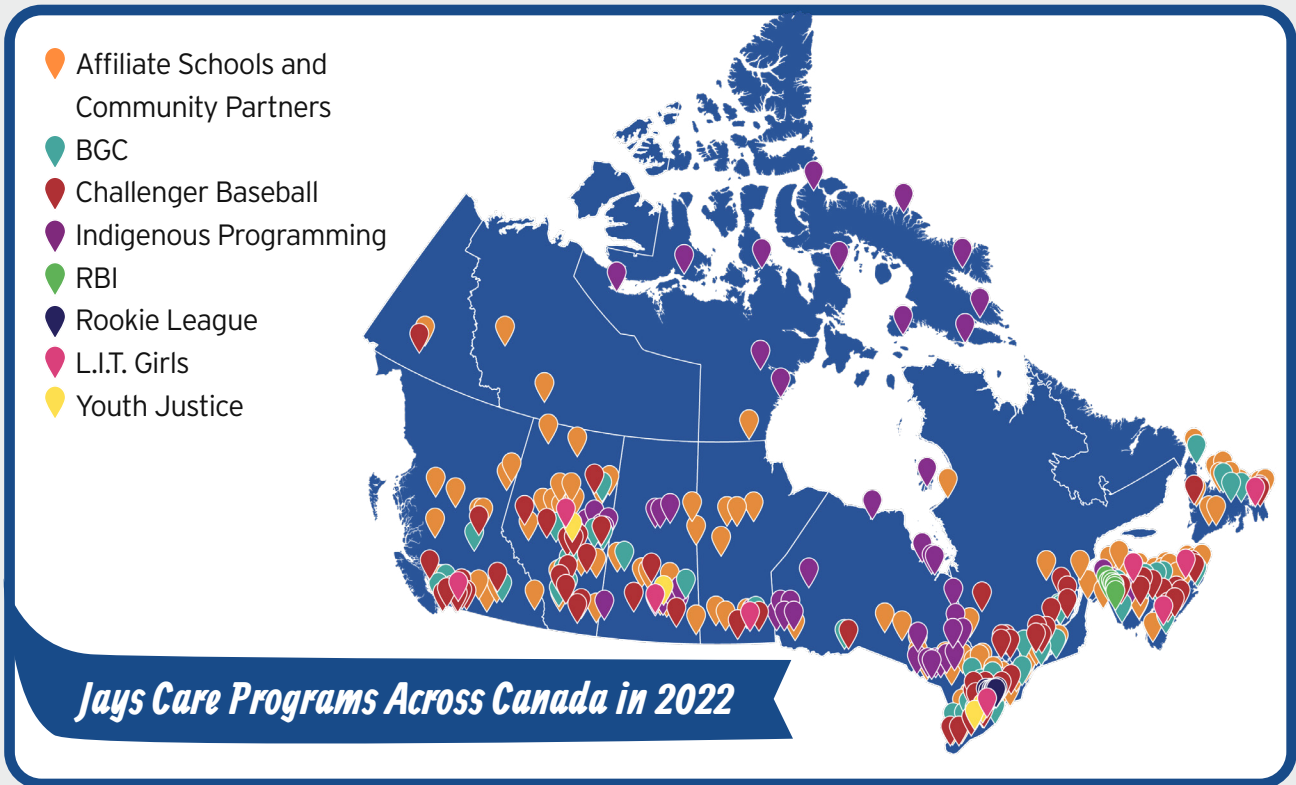 Affiliate Schools and
Community Partners
BGC
Challenger Baseball
Indigenous Programming
RBI
Rookie League
L.I.T. Girls
Youth Justice
Jays Care Programs Across Canada in 2022